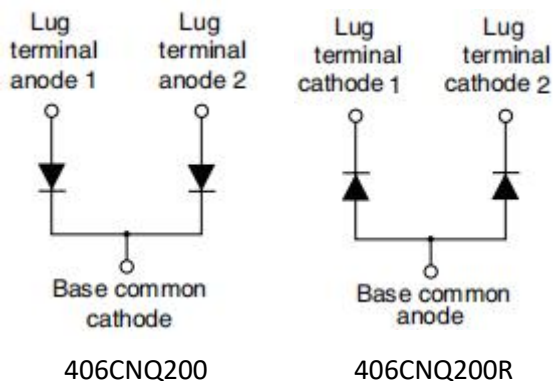 Lug
terminal
anode 1
Lug
terminal
anode 2
Lug
terminal
cathode 1
Lug
terminal
cathode 2
Base common
cathode
Base common
anode
406CNQ200
406CNQ200R